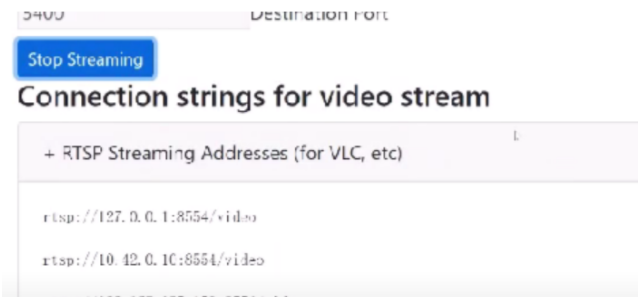 5400 Destination Port
Stop Streaming
Connection strings for video stream
+ RTSP Streaming Addresses (for VLC, etc)
rtsp://127.0.0.1:8554/video
rtsp://10.42.0.10:8554/video